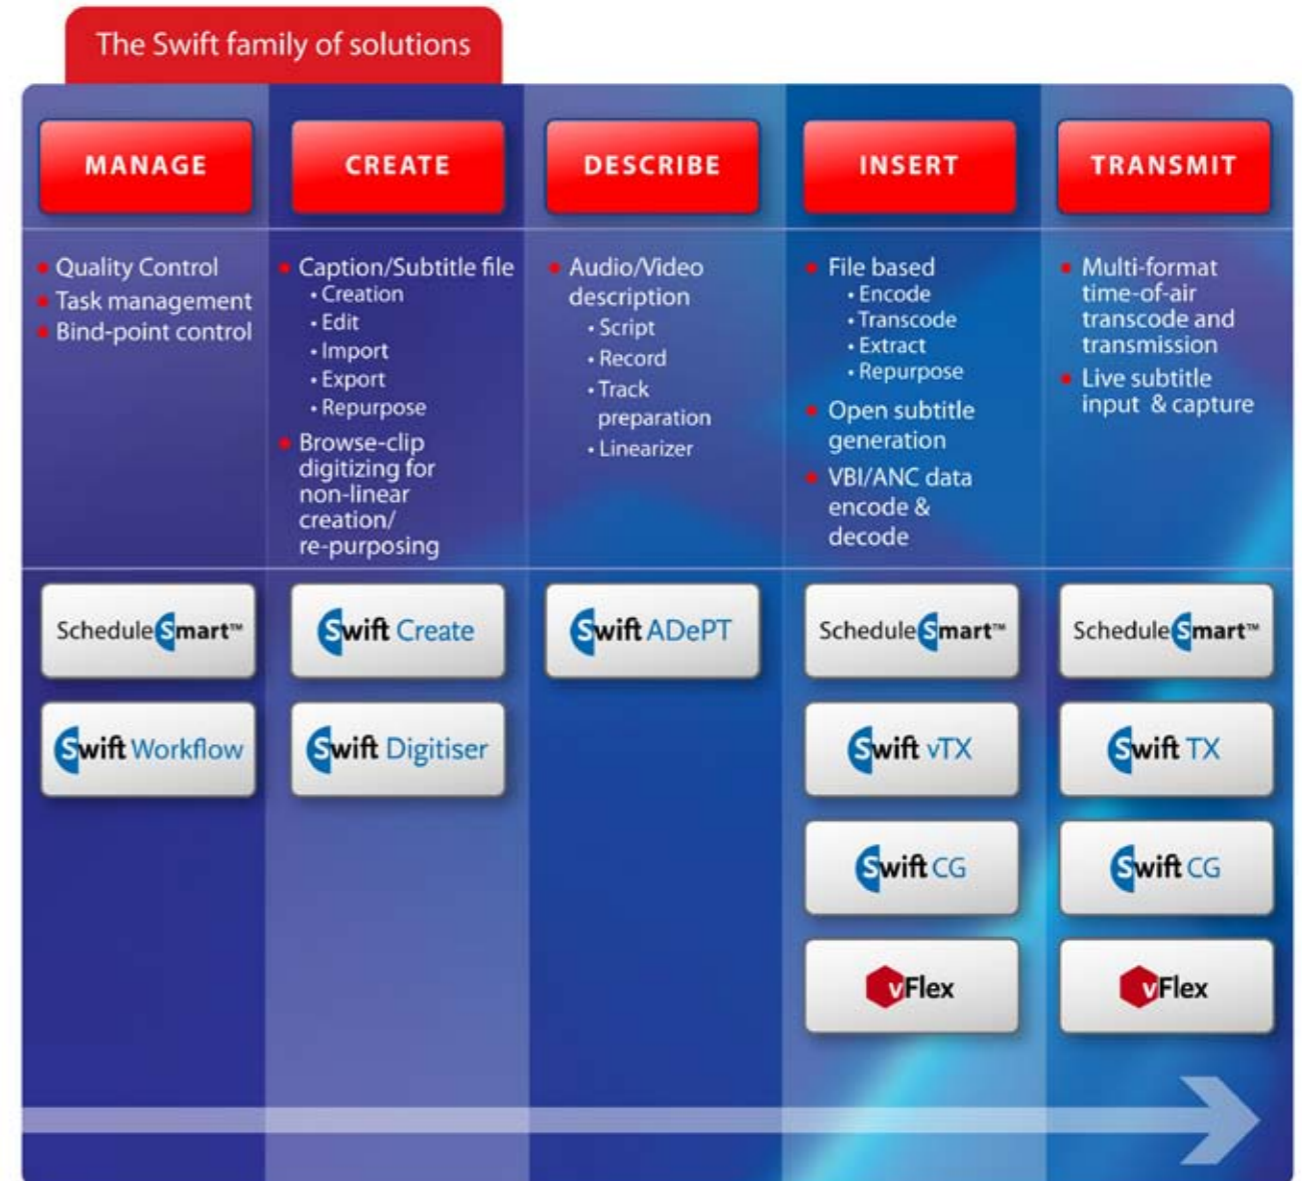 The Swift family of solutions
MANAGE
CREATE
DESCRIBE
INSERT
TRANSMIT
• Quality Control
• Task management
• Bind-point control
• Caption/Subtitle file
• Creation
• Edit
• Import
• Export
• Repurpose
• Browse-clip
digitizing for
non-linear
creation/
re-purposing
• Audio/Video
description
• Script
• Record
• Track
preparation
• Linearizer
• File based
• Encode
• Transcode
• Extract
• Repurpose
• Open subtitle
generation
• VBI/ANC data
encode &
decode
• Multi-format
time-of-air
transcode and
transmission
• Live subtitle
input & capture
ScheduleSmart™
Swift Workflow
Swift Create
Swift Digitiser
Swift ADePT
ScheduleSmart™
Swift vTX
Swift CG
vFlex
ScheduleSmart™
Swift TX
Swift CG
vFlex